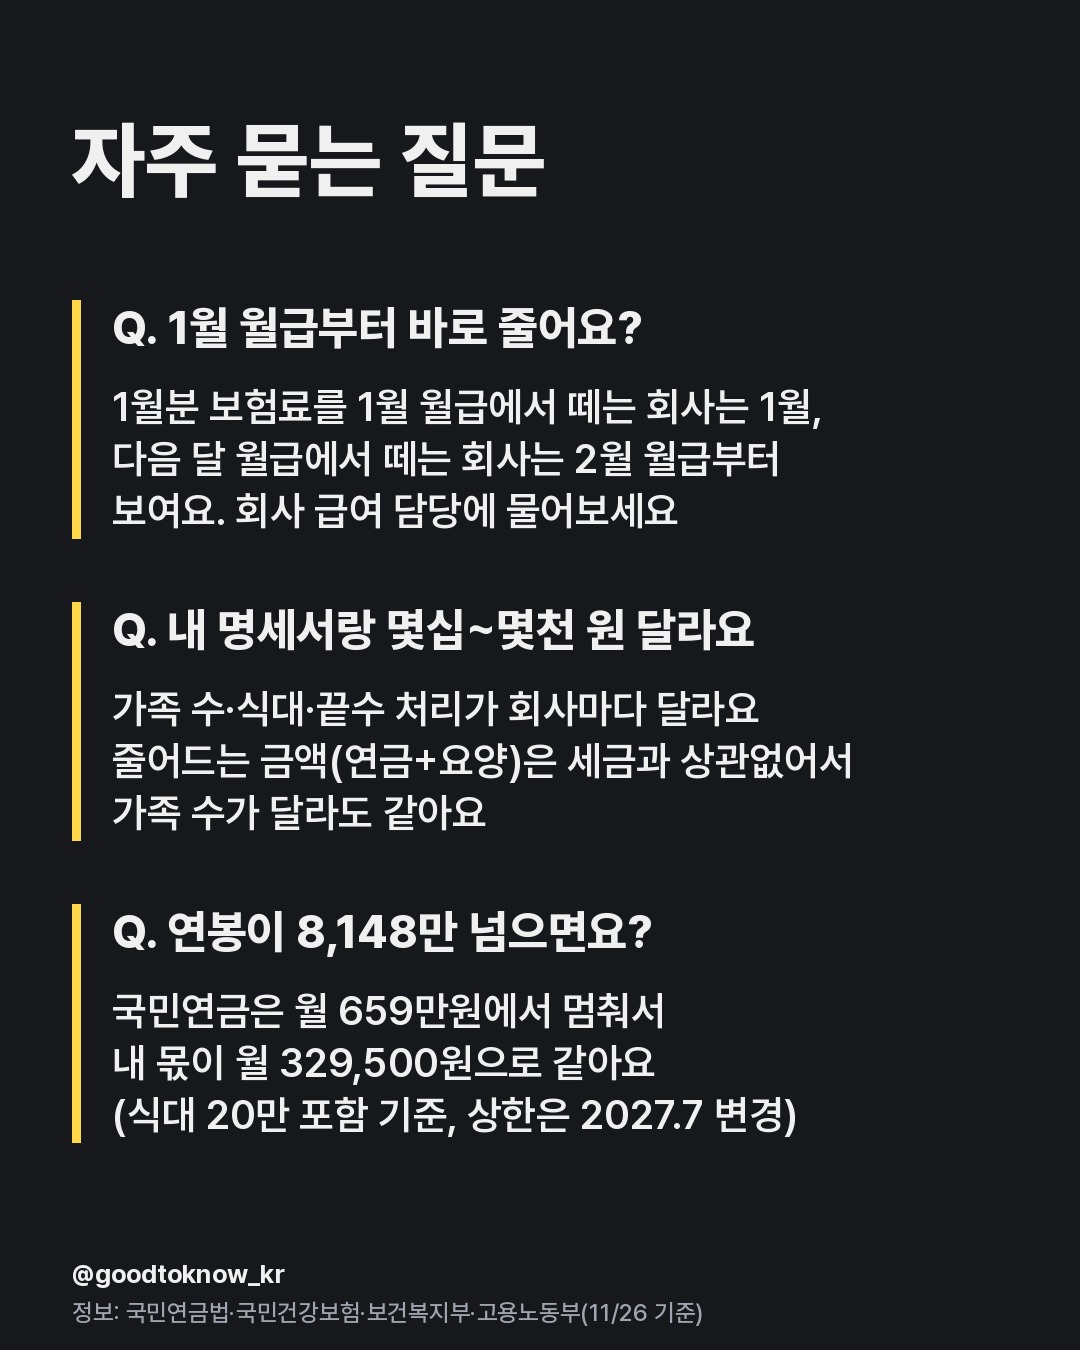 자주 묻는 질문
Q. 1월 월급부터 바로 줄어요?
1월분 보험료를 1월 월급에서 떼는 회사는 1월,
다음 달 월급에서 떼는 회사는 2월 월급부터
보여요. 회사 급여 담당에 물어보세요
Q. 내 명세서랑 몇십~몇천 원 달라요
가족 수·식대·끝수 처리가 회사마다 달라요
줄어드는 금액(연금+요양)은 세금과 상관없어서
가족 수가 달라도 같아요
Q. 연봉이 8,148만 넘으면요?
국민연금은 월 659만원에서 멈춰서
내 몫이 월 329,500원으로 같아요
(식대 20만 포함 기준, 상한은 2027.7 변경)
@goodtoknow_kr
정보: 국민연금법·국민건강보험·보건복지부·고용노동부(11/26 기준)